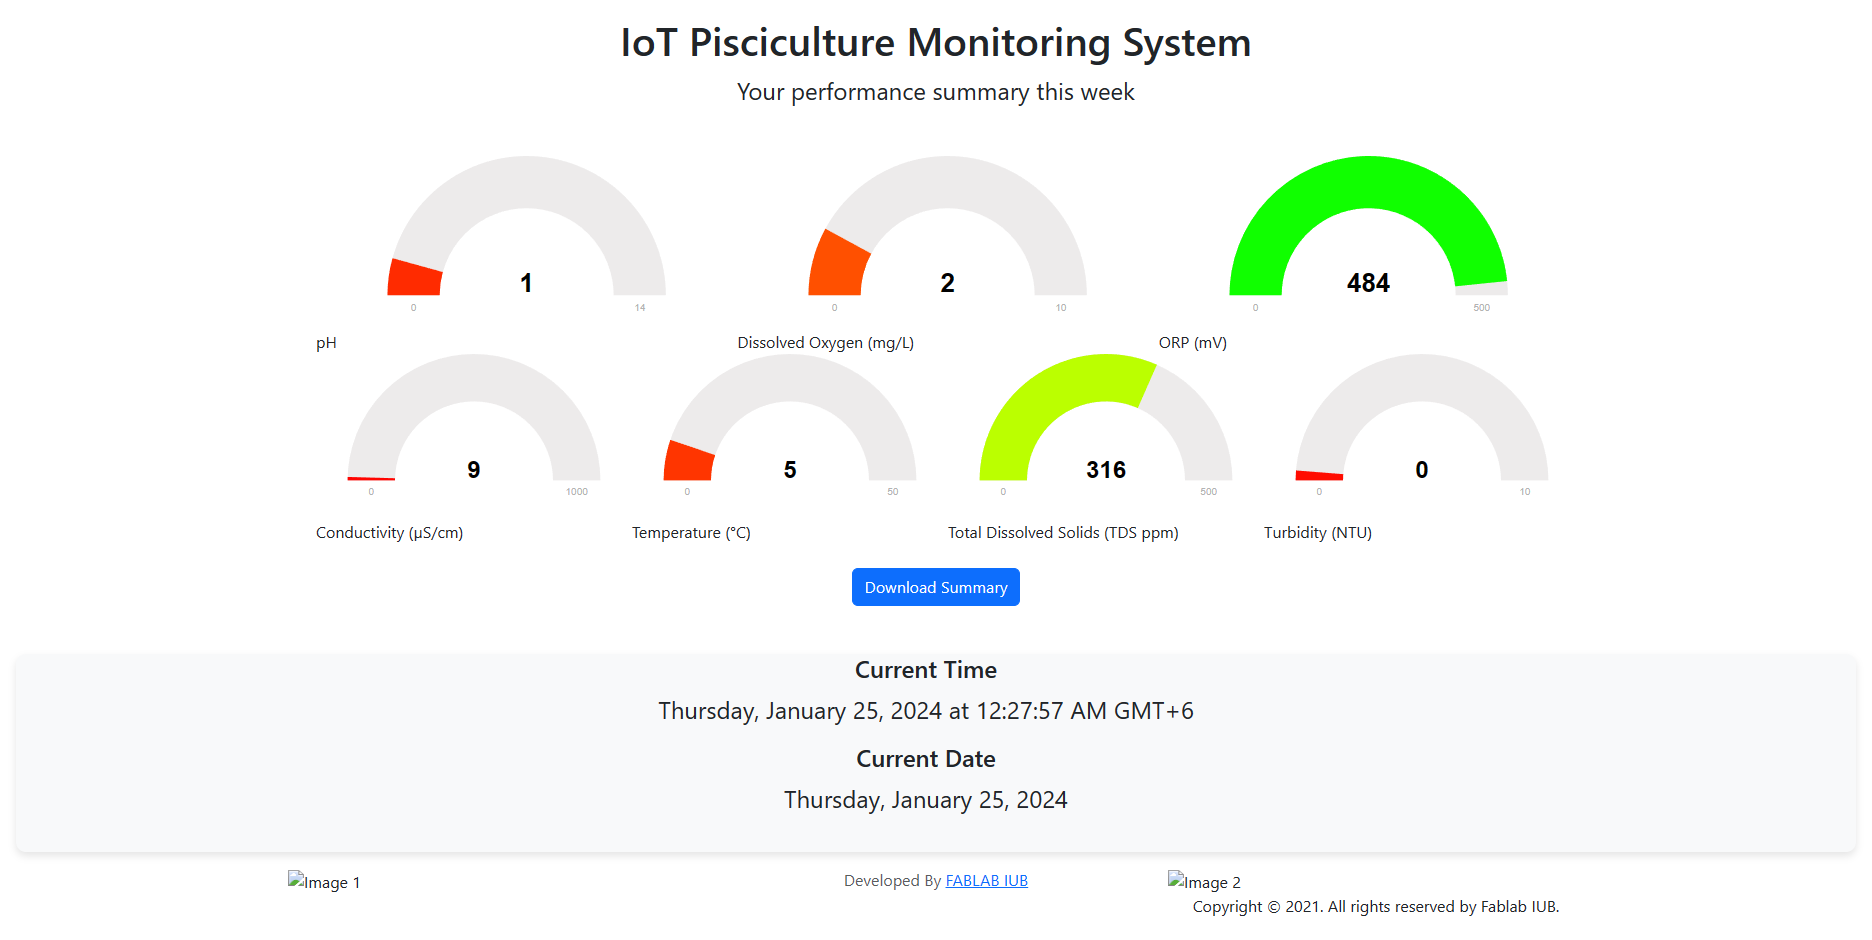 IoT Pisciculture Monitoring System
Your performance summary this week
1
0 14
pH
2
0 10
Dissolved Oxygen (mg/L)
484
0 500
ORP (mV)
9
0 1000
Conductivity (µS/cm)
5
0 50
Temperature (°C)
316
0 500
Total Dissolved Solids (TDS ppm)
0
0 10
Turbidity (NTU)
Download Summary
Current Time
Thursday, January 25, 2024 at 12:27:57 AM GMT+6
Current Date
Thursday, January 25, 2024
Image 1
Developed By FABLAB IUB
Image 2
Copyright © 2021. All rights reserved by Fablab IUB.